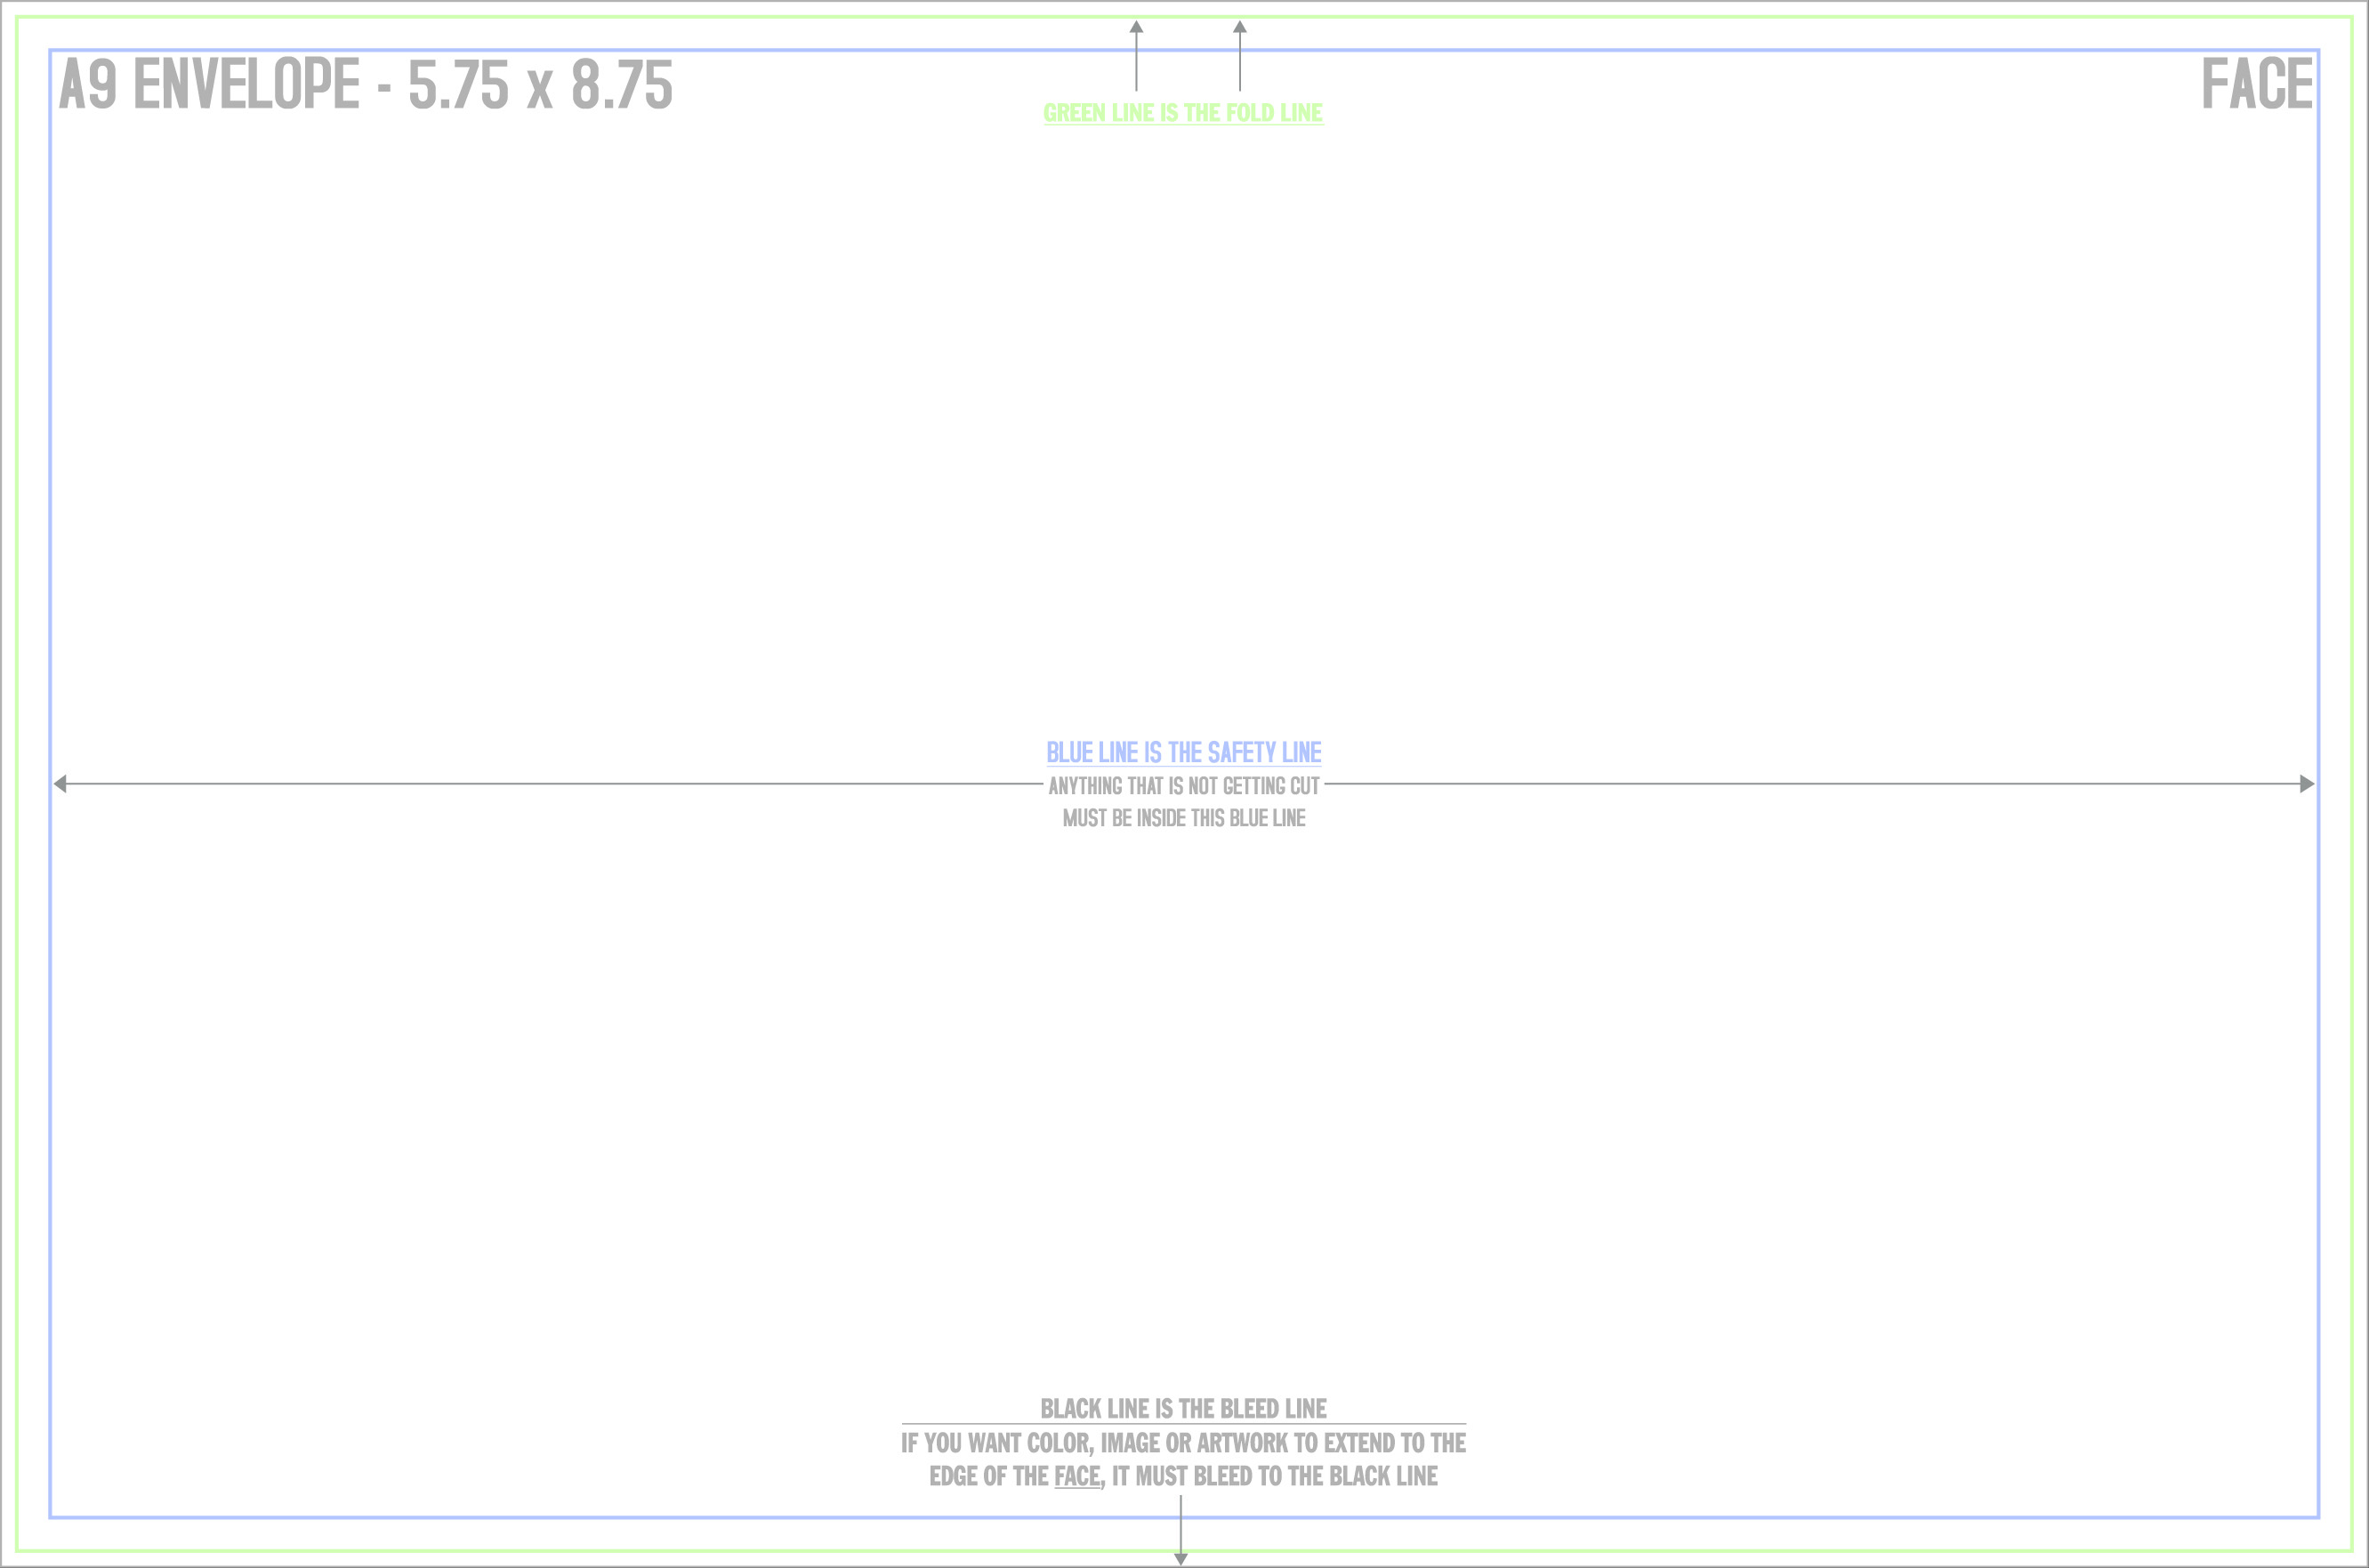 A9 ENVELOPE - 5.75 x 8.75
FACE
GREEN LINE IS THE FOLD LINE
BLUE LINE IS THE SAFETY LINE
ANYTHING THAT IS NOT GETTING CUT
MUST BE INSIDE THIS BLUE LINE
BLACK LINE IS THE BLEED LINE
IF YOU WANT COLOR, IMAGE OR ARTWORK TO EXTEND TO THE
EDGE OF THE FACE, IT MUST BLEED TO THE BLACK LINE